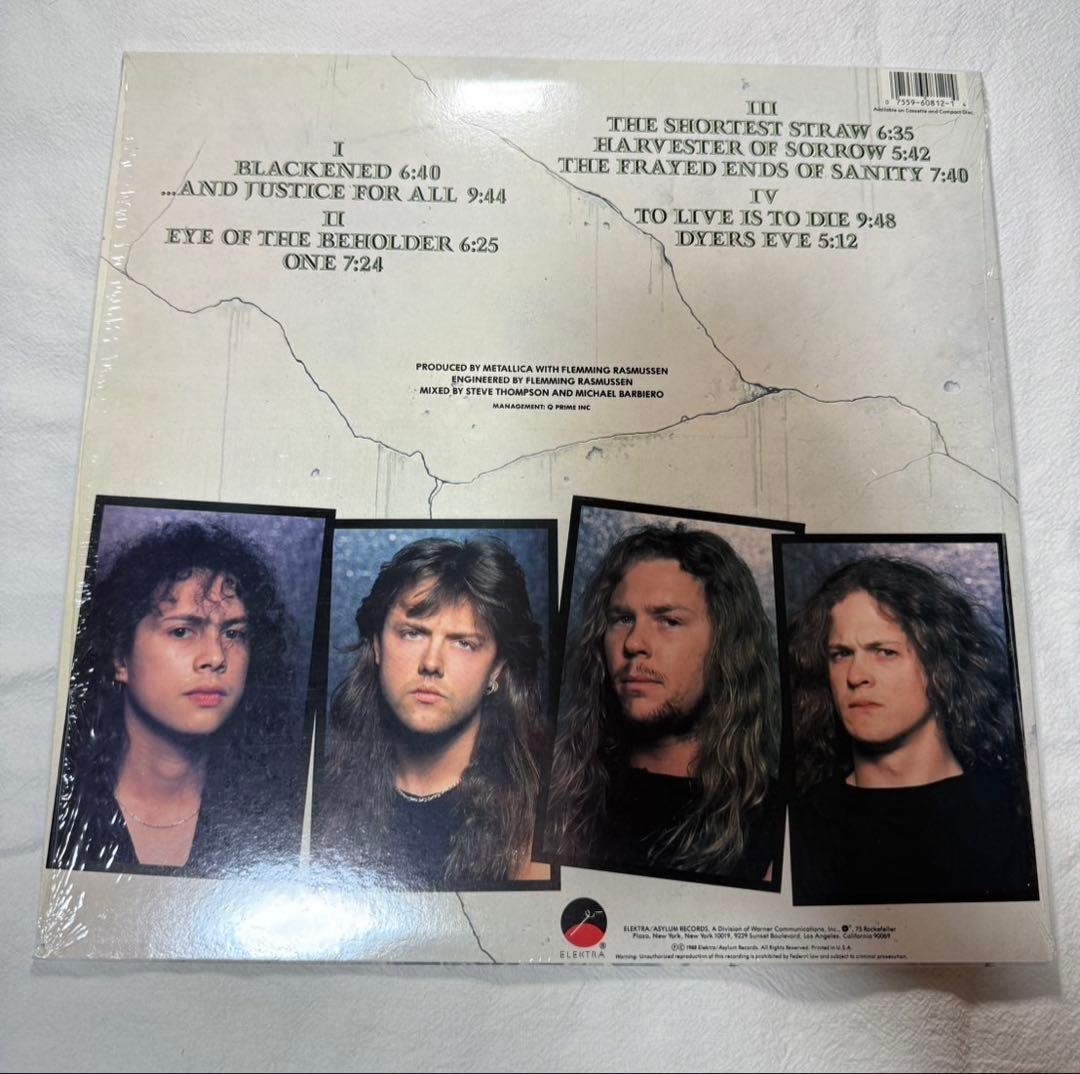 I
BLACKENED 6:40
...AND JUSTICE FOR ALL 9:44
II
EYE OF THE BEHOLDER 6:25
ONE 7:24
0 7559-60812-1 4
Available on Cassette and Compact Disc.
III
THE SHORTEST STRAW 6:35
HARVESTER OF SORROW 5:42
THE FRAYED ENDS OF SANITY 7:40
IV
TO LIVE IS TO DIE 9:48
DYERS EVE 5:12
PRODUCED BY METALLICA WITH FLEMMING RASMUSSEN
ENGINEERED BY FLEMMING RASMUSSEN
MIXED BY STEVE THOMPSON AND MICHAEL BARBIERO
MANAGEMENT: Q PRIME INC
ELEKTRA®
ELEKTRA/ASYLUM RECORDS, A Division of Warner Communications, Inc., 75 Rockefeller
Plaza, New York, New York 10019, 9229 Sunset Boulevard, Los Angeles, California 90069
℗© 1988 Elektra/Asylum Records. All Rights Reserved. Printed in U.S.A.
Warning: Unauthorized reproduction of this recording is prohibited by Federal law and subject to criminal prosecution.